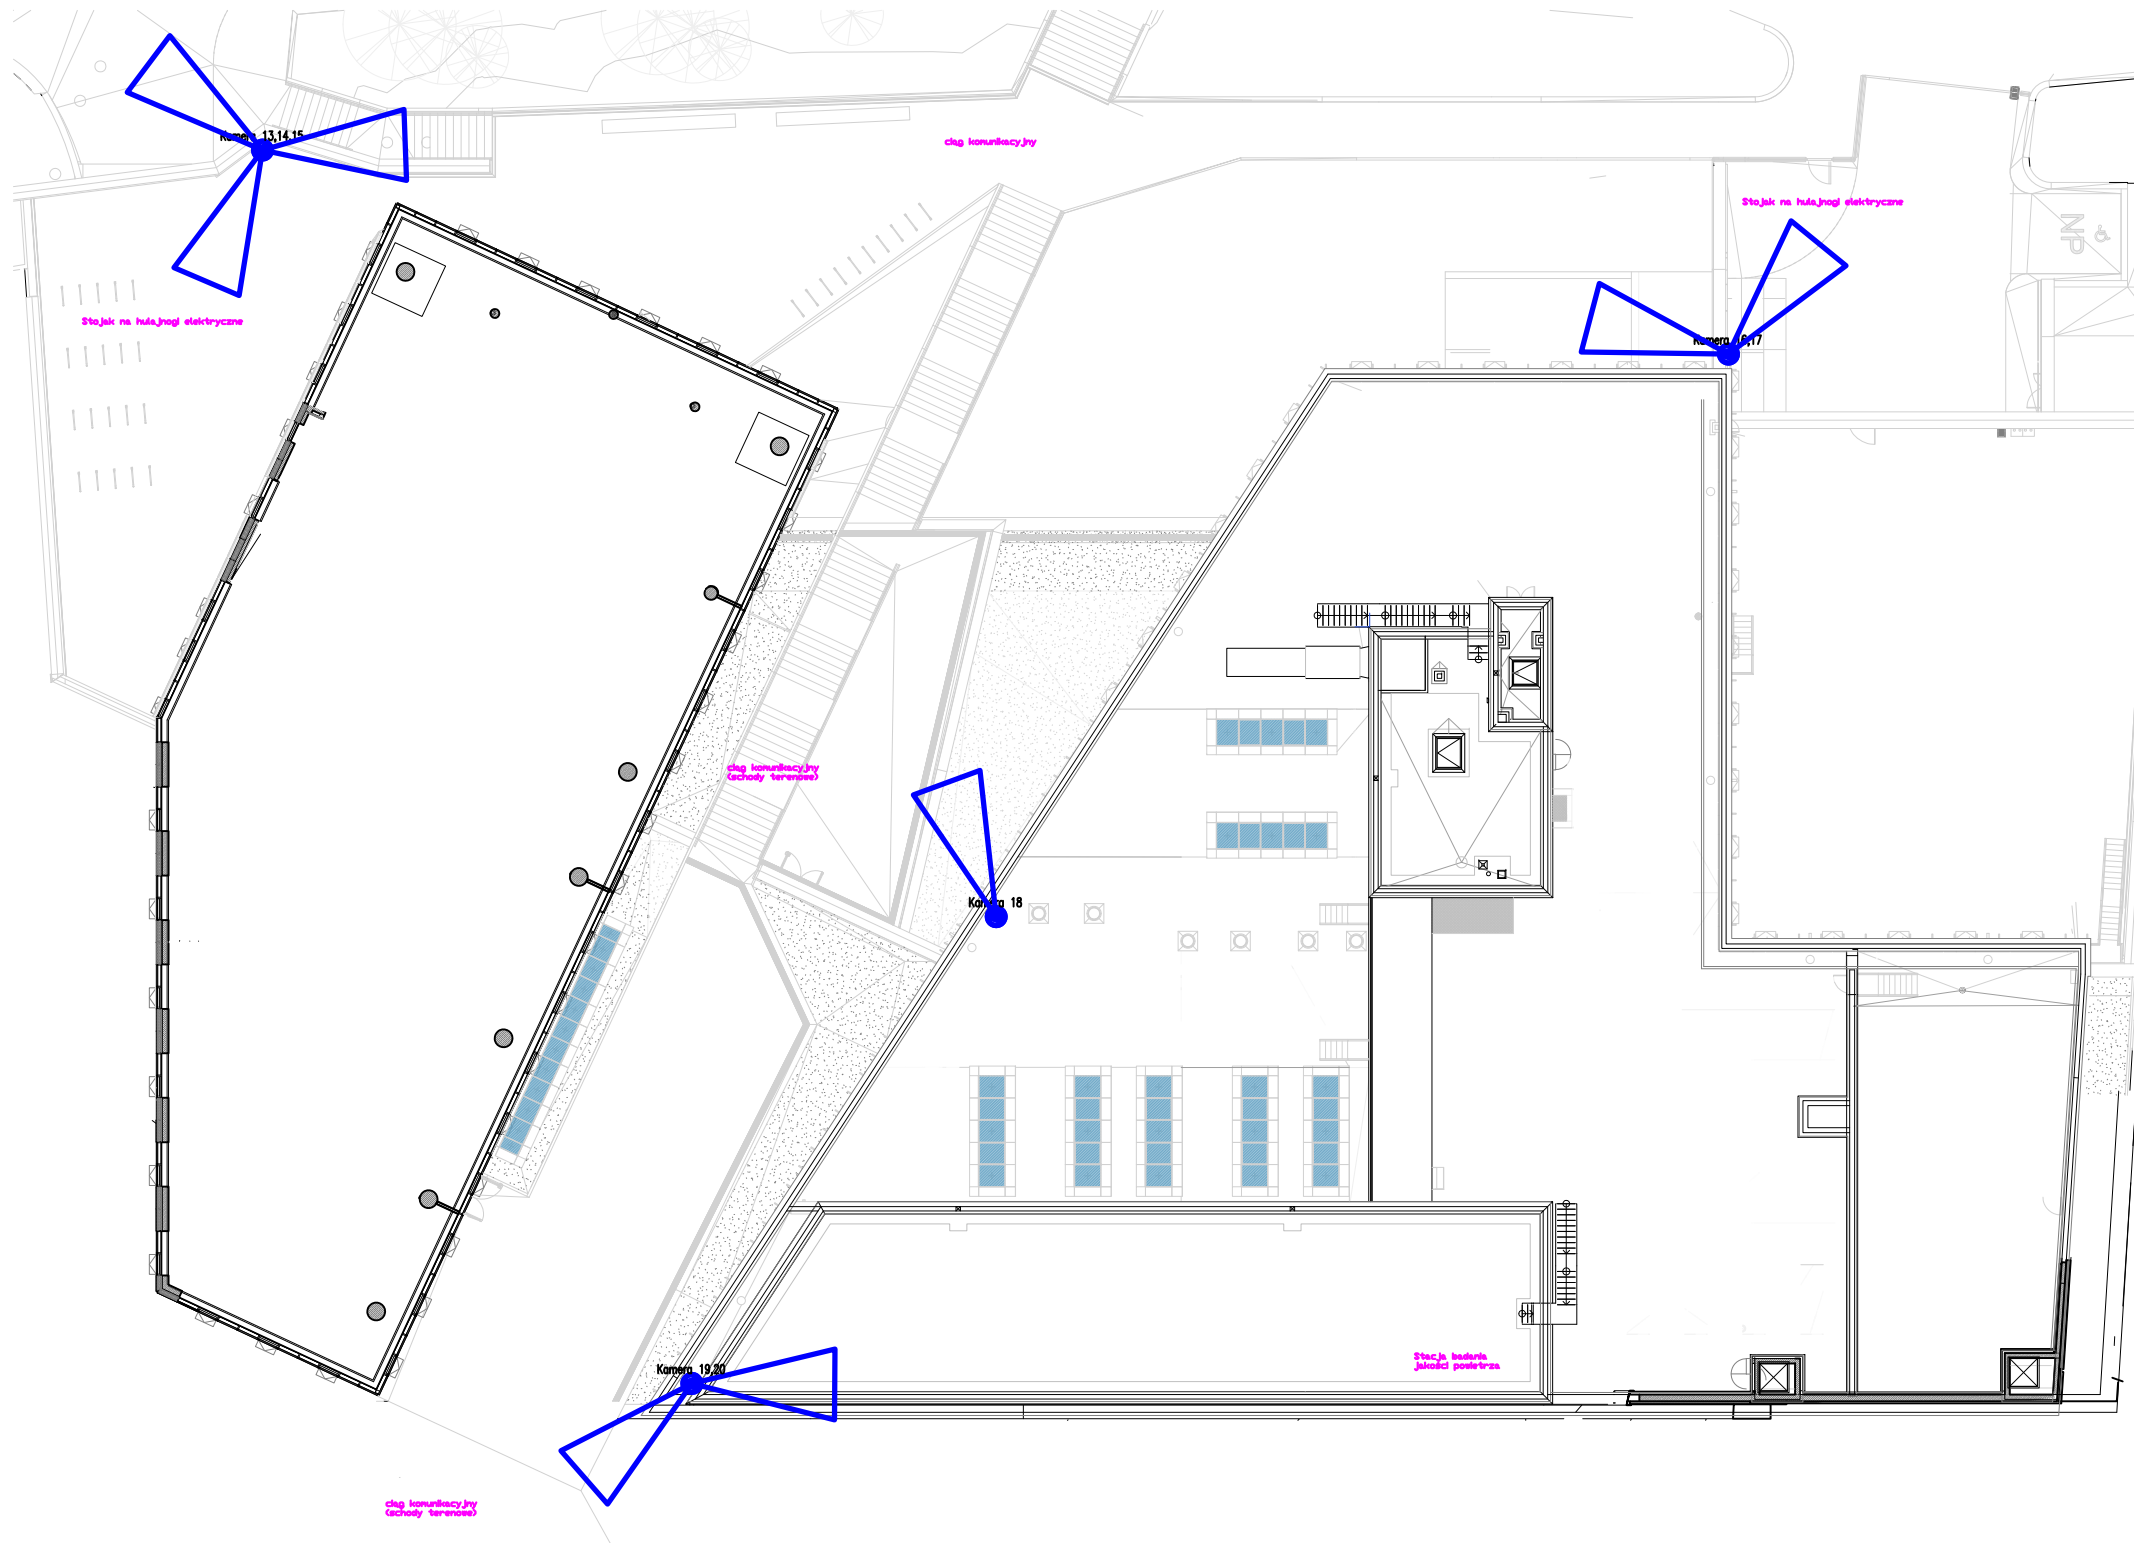 Kamera 13,14,15
ciąg komunikacyjny
Stojak na hulajnogi elektryczne
NP
Stojak na hulajnogi elektryczne
Kamera 16,17
ciąg komunikacyjny
(schody terenowe)
Kamera 18
Stacja badania
jakości powietrza
Kamera 19,20
ciąg komunikacyjny
(schody terenowe)